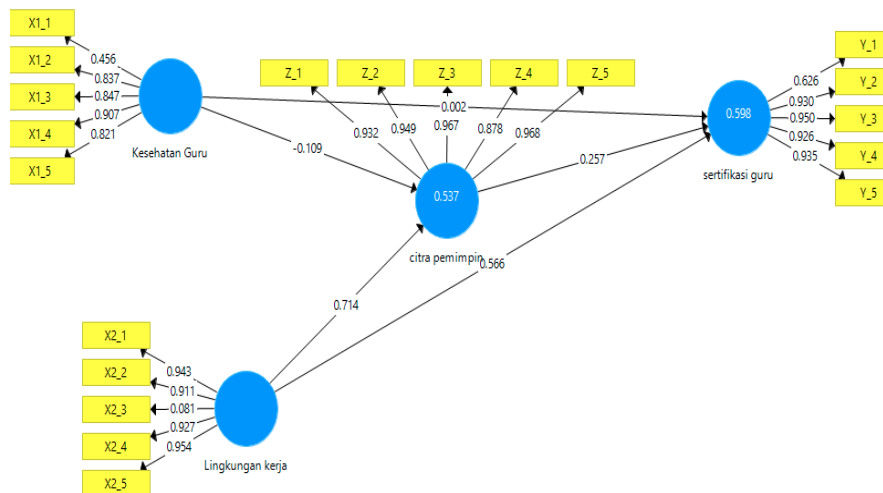 X1_1
X1_2
X1_3
X1_4
X1_5
0.456
0.837
0.847
0.907
0.821
Kesehatan Guru
Z_1
Z_2
Z_3
Z_4
Z_5
0.932
0.949
0.967
0.878
0.968
0.002
-0.109
0.537
citra pemimpin
0.257
0.566
0.714
0.598
sertifikasi guru
0.626
0.930
0.950
0.926
0.935
Y_1
Y_2
Y_3
Y_4
Y_5
X2_1
X2_2
X2_3
X2_4
X2_5
0.943
0.911
0.081
0.927
0.954
Lingkungan kerja